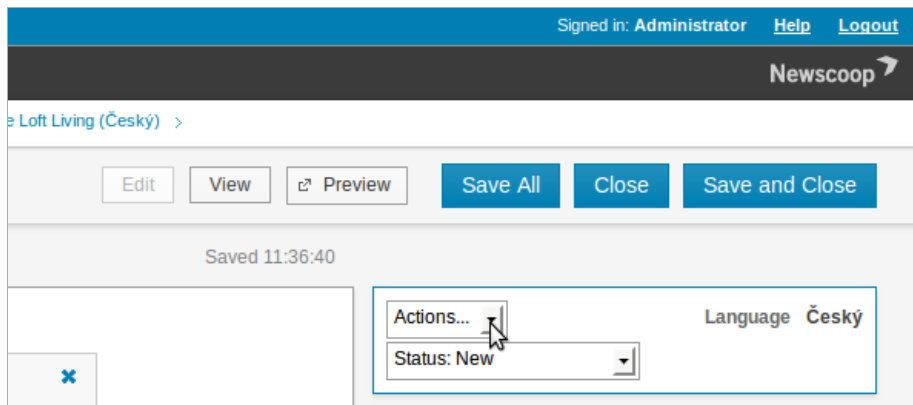 Signed in: Administrator Help Logout
Newscoop
e Loft Living (Český) >
Edit View Preview Save All Close Save and Close
Saved 11:36:40
Actions... Language Český
Status: New